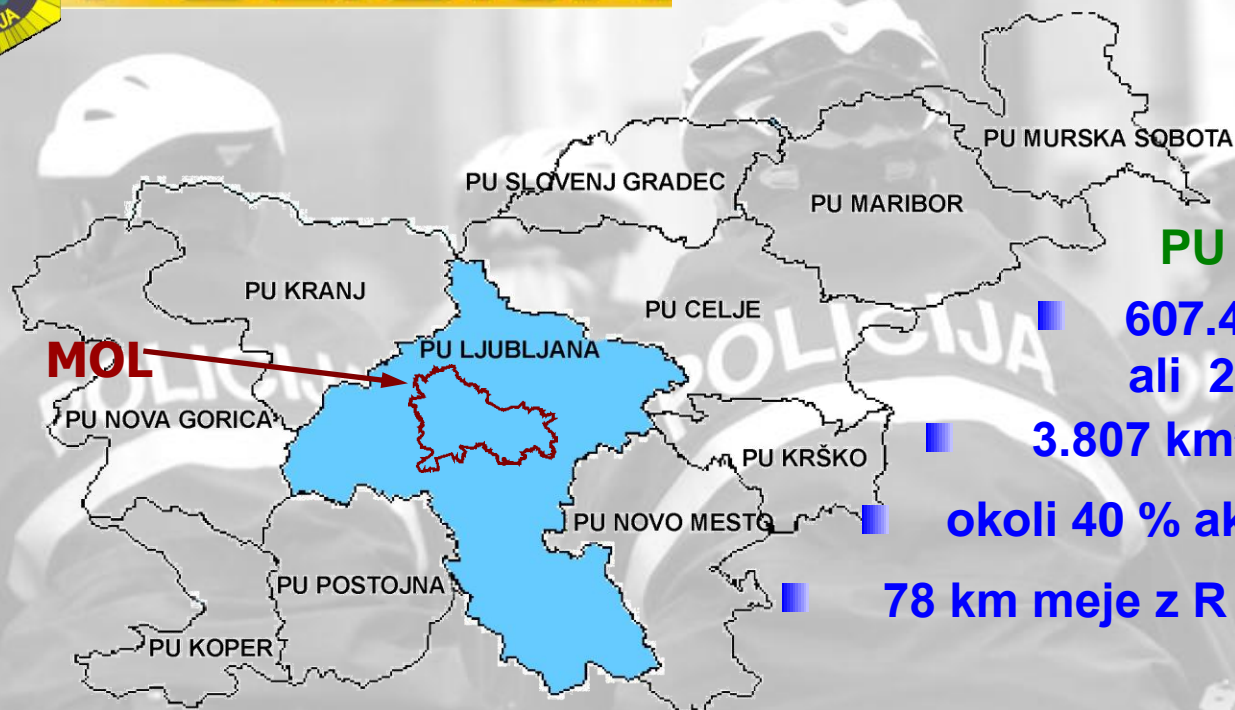 PU MURSKA SOBOTA
PU SLOVENJ GRADEC
PU MARIBOR
PU
PU KRANJ
PU CELJE
607.4
MOL
PU LJUBLJANA
POLICIJA
POLICIJA
ali 2
PU NOVA GORICA
3.807 km
PU KRŠKO
PU NOVO MESTO
okoli 40 % ak
PU POSTOJNA
78 km meje z R
PU KOPER